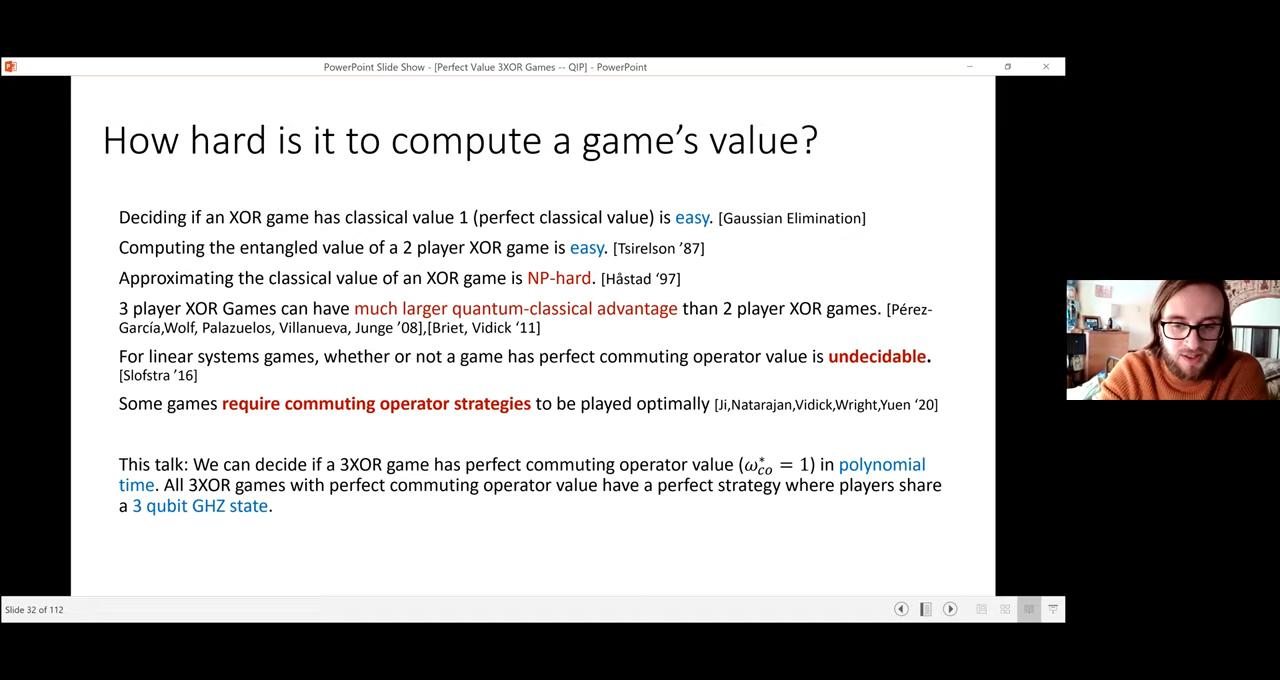 PowerPoint Slide Show - [Perfect Value 3XOR Games -- QIP] - PowerPoint
How hard is it to compute a game’s value?
Deciding if an XOR game has classical value 1 (perfect classical value) is easy. [Gaussian Elimination]
Computing the entangled value of a 2 player XOR game is easy. [Tsirelson ’87]
Approximating the classical value of an XOR game is NP-hard. [Håstad ‘97]
3 player XOR Games can have much larger quantum-classical advantage than 2 player XOR games. [Pérez-
García,Wolf, Palazuelos, Villanueva, Junge ’08],[Briet, Vidick ‘11]
For linear systems games, whether or not a game has perfect commuting operator value is undecidable.
[Slofstra ’16]
Some games require commuting operator strategies to be played optimally [Ji,Natarajan,Vidick,Wright,Yuen ‘20]
This talk: We can decide if a 3XOR game has perfect commuting operator value (ω*co = 1) in polynomial
time. All 3XOR games with perfect commuting operator value have a perfect strategy where players share
a 3 qubit GHZ state.
Slide 32 of 112